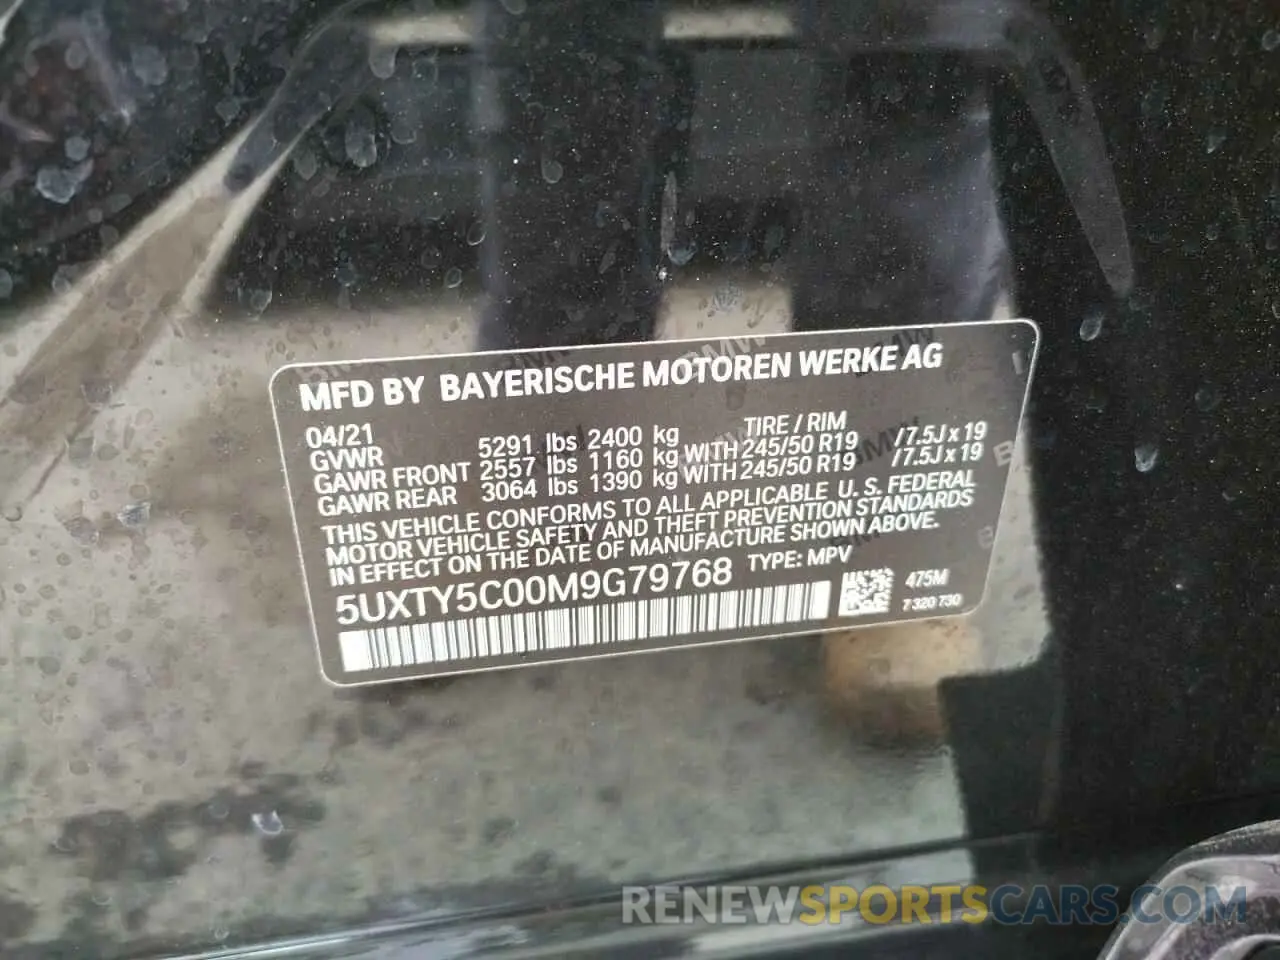 MFD BY BAYERISCHE MOTOREN WERKE AG
04/21 TIRE / RIM
GVWR 5291 lbs 2400 kg
GAWR FRONT 2557 lbs 1160 kg WITH 245/50 R19 /7.5J x 19
GAWR REAR 3064 lbs 1390 kg WITH 245/50 R19 /7.5J x 19
THIS VEHICLE CONFORMS TO ALL APPLICABLE U. S. FEDERAL
MOTOR VEHICLE SAFETY AND THEFT PREVENTION STANDARDS
IN EFFECT ON THE DATE OF MANUFACTURE SHOWN ABOVE.
5UXTY5C00M9G79768 TYPE: MPV
475M
7 320 730
RENEWSPORTSCARS.COM